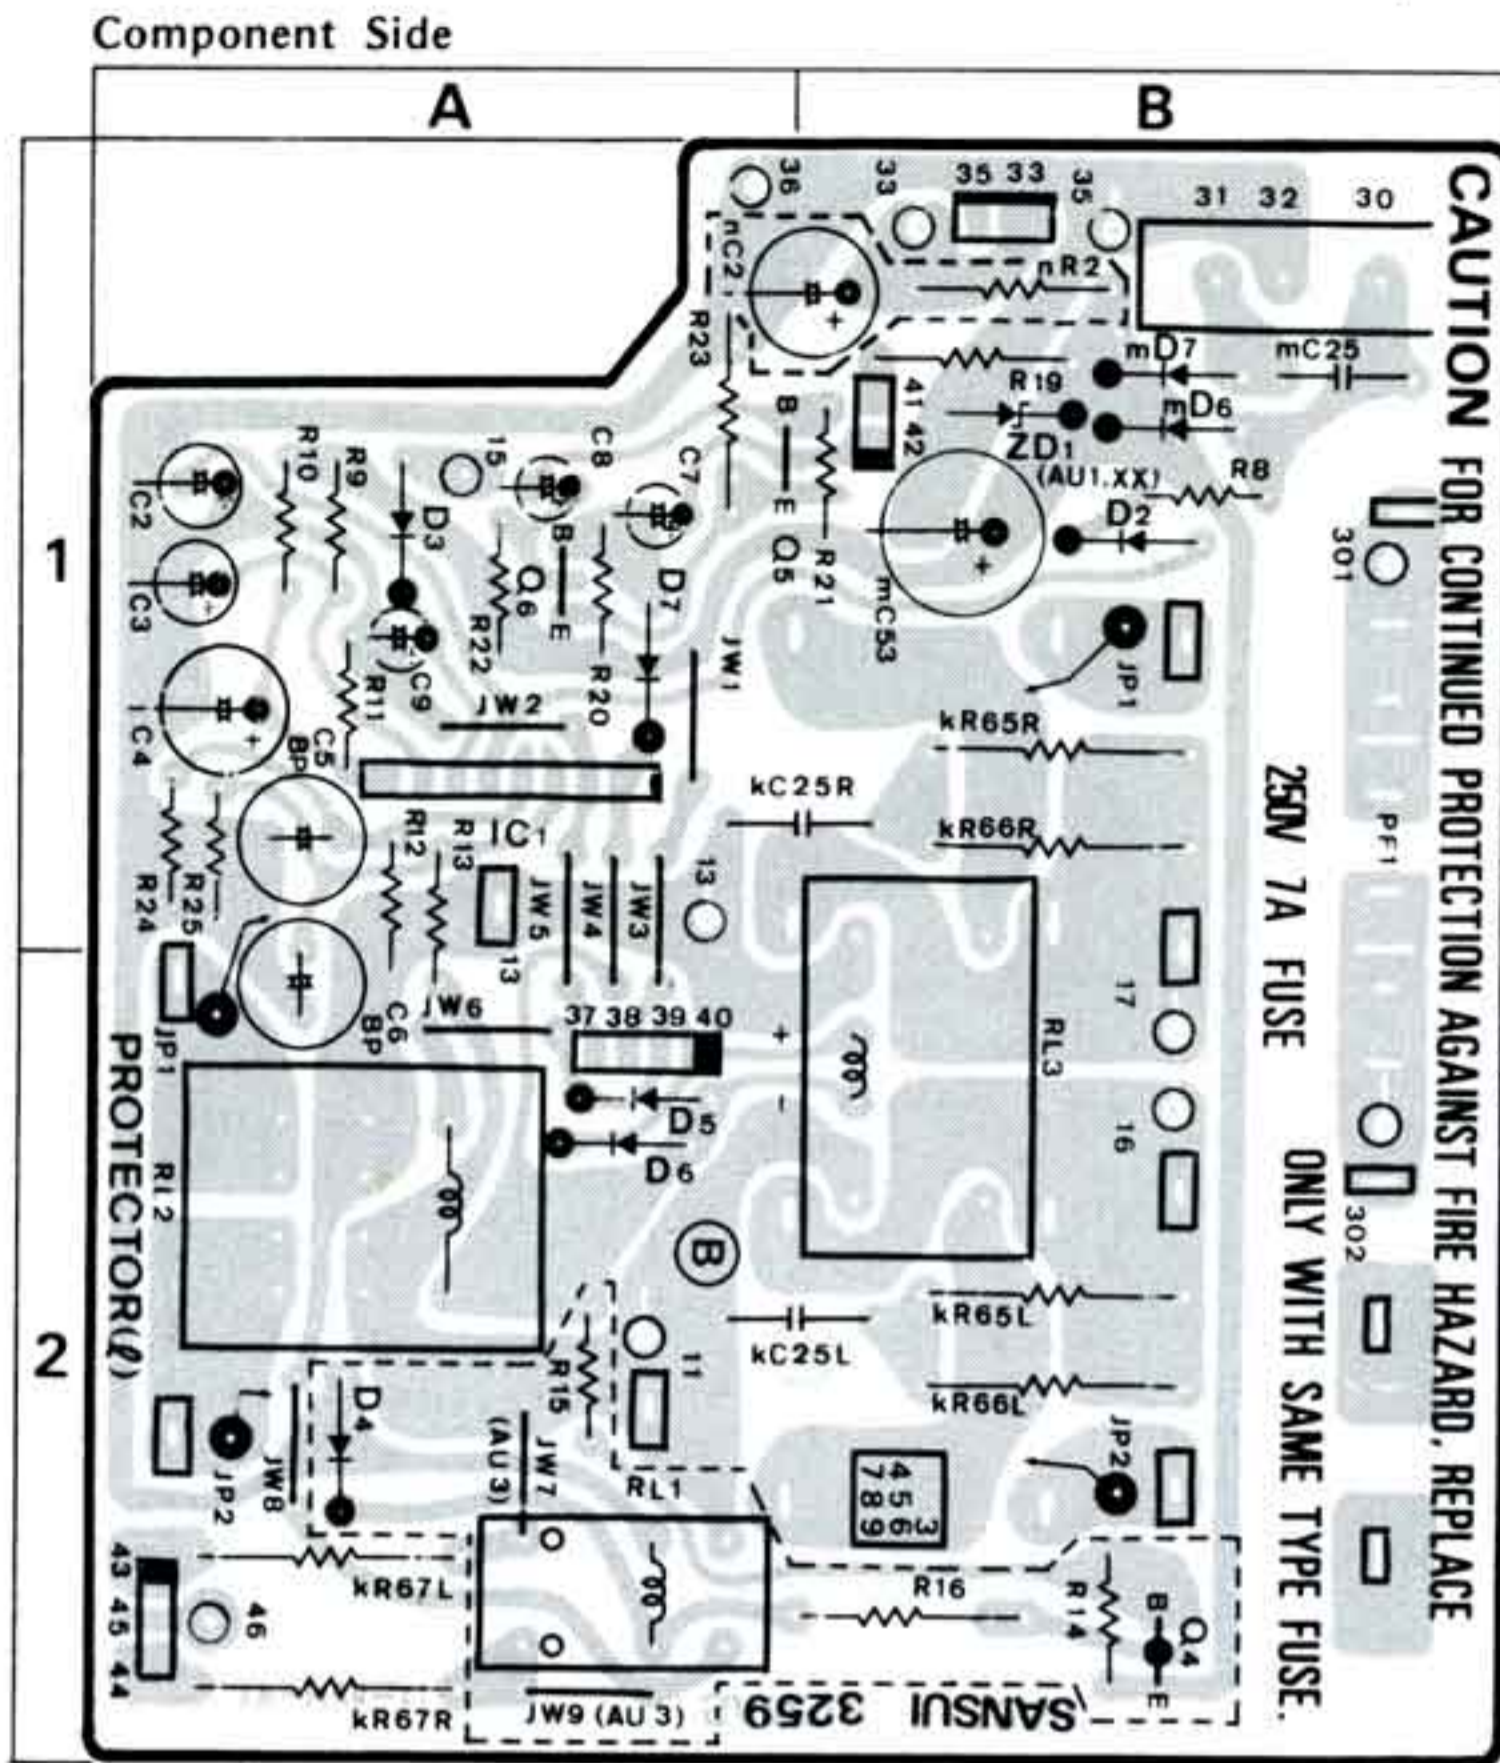 Component Side
A
B
1
2
36
33
35 33
35
31 32 30
nC2
nR2
R23
mD7
mC25
R19
mD6
ZD1
(AU1.XX)
41 42
B
E
Q5
R21
R8
D2
mC53
R10
R9
15
C8
C7
C2
D3
B
E
Q6
D7
C3
R22
C9
R11
R20
JW1
JW2
301
JP1
C4
C5
BP
kR65R
kC25R
kR66R
PF1
R24
R25
R12
R13
IC1
JW5
JW4
JW3
13
13
JP1
C6
BP
JW6
37 38 39 40
+
-
RL3
17
16
D5
D6
PROTECTOR(ℓ)
RL2
B
302
kR65L
kC25L
kR66L
R15
11
D4
JW7
(AU3)
JW8
JP2
RL1
4 5 6 3
7 8 9
JP2
43 45 44
46
kR67L
kR67R
R16
R14
B
E
Q4
JW9 (AU3)
SANSUI 3259
250V 7A FUSE ONLY WITH SAME TYPE FUSE.
CAUTION FOR CONTINUED PROTECTION AGAINST FIRE HAZARD, REPLACE